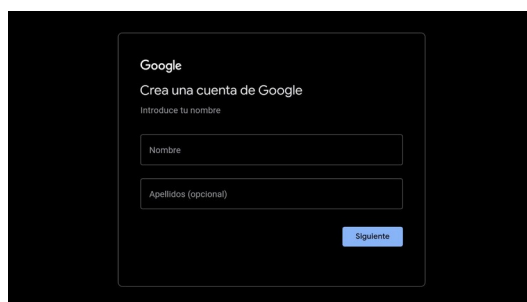 Google
Crea una cuenta de Google
Introduce tu nombre
Nombre
Apellidos (opcional)
Siguiente